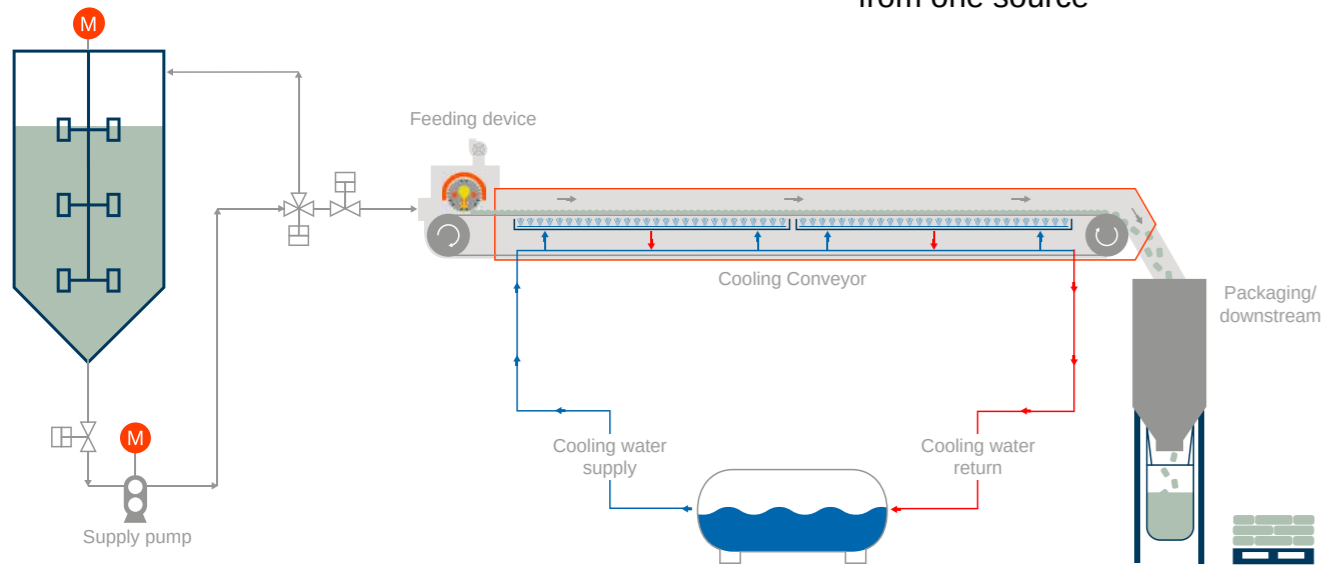 from one source
M
Feeding device
Cooling Conveyor
Packaging/
downstream
M
Cooling water
supply
Cooling water
return
Supply pump